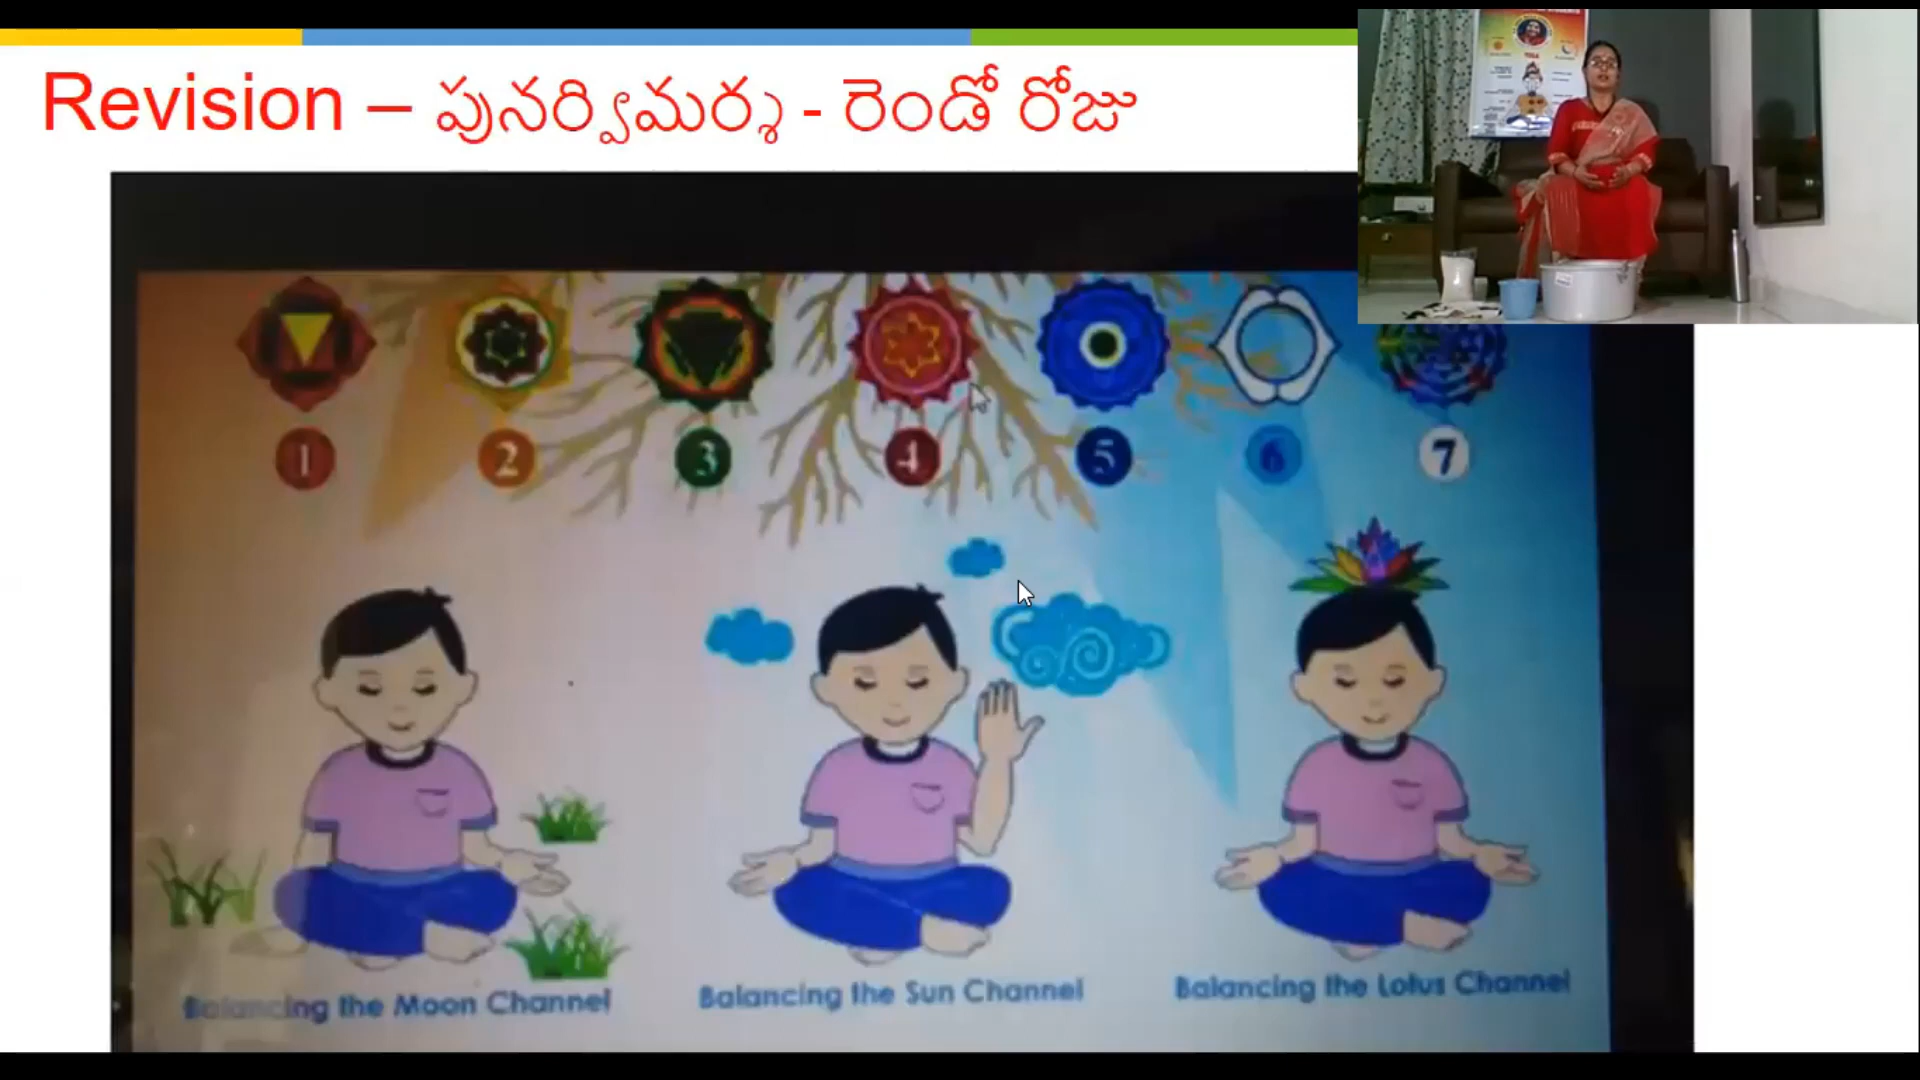 Revision – పునర్విమర్శ - రెండో రోజు
1 2 3 4 5 6 7
Balancing the Moon Channel
Balancing the Sun Channel
Balancing the Lotus Channel